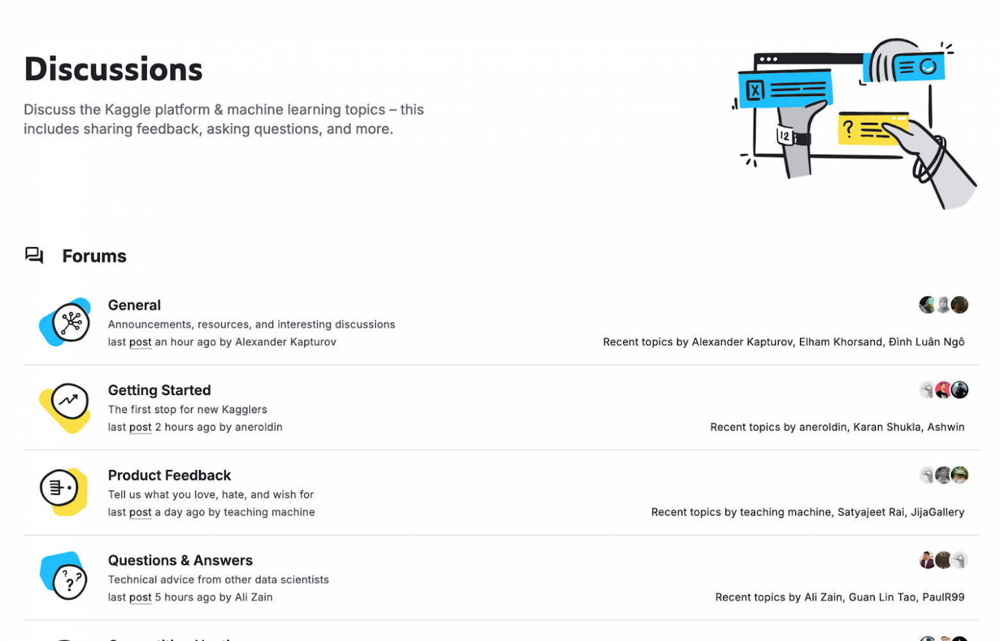 Discussions
Discuss the Kaggle platform & machine learning topics – this
includes sharing feedback, asking questions, and more.
X
?
12
Forums
General
Announcements, resources, and interesting discussions
last post an hour ago by Alexander Kapturov
Recent topics by Alexander Kapturov, Elham Khorsand, Đình Luân Ngô
Getting Started
The first stop for new Kagglers
last post 2 hours ago by aneroldin
Recent topics by aneroldin, Karan Shukla, Ashwin
Product Feedback
Tell us what you love, hate, and wish for
last post a day ago by teaching machine
Recent topics by teaching machine, Satyajeet Rai, JijaGallery
? ? ?
Questions & Answers
Technical advice from other data scientists
last post 5 hours ago by Ali Zain
Recent topics by Ali Zain, Guan Lin Tao, PaulR99